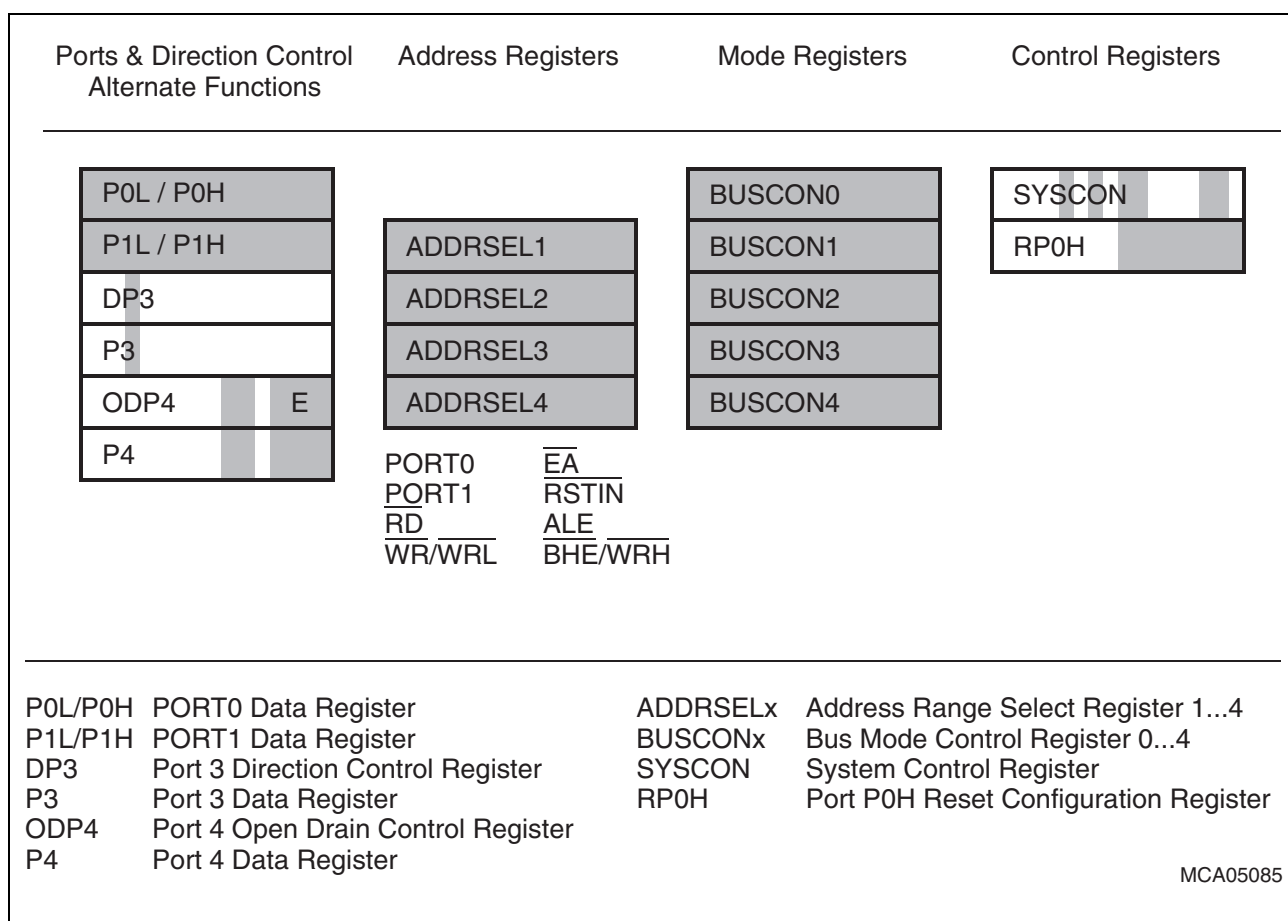 Ports & Direction Control
Alternate Functions
Address Registers
Mode Registers
Control Registers
P0L / P0H
P1L / P1H
DP3
P3
ODP4 E
P4
ADDRSEL1
ADDRSEL2
ADDRSEL3
ADDRSEL4
BUSCON0
BUSCON1
BUSCON2
BUSCON3
BUSCON4
SYSCON
RP0H
PORT0 EA
PORT1 RSTIN
RD ALE
WR/WRL BHE/WRH
P0L/P0H PORT0 Data Register
P1L/P1H PORT1 Data Register
DP3 Port 3 Direction Control Register
P3 Port 3 Data Register
ODP4 Port 4 Open Drain Control Register
P4 Port 4 Data Register
ADDRSELx Address Range Select Register 1...4
BUSCONx Bus Mode Control Register 0...4
SYSCON System Control Register
RP0H Port P0H Reset Configuration Register
MCA05085